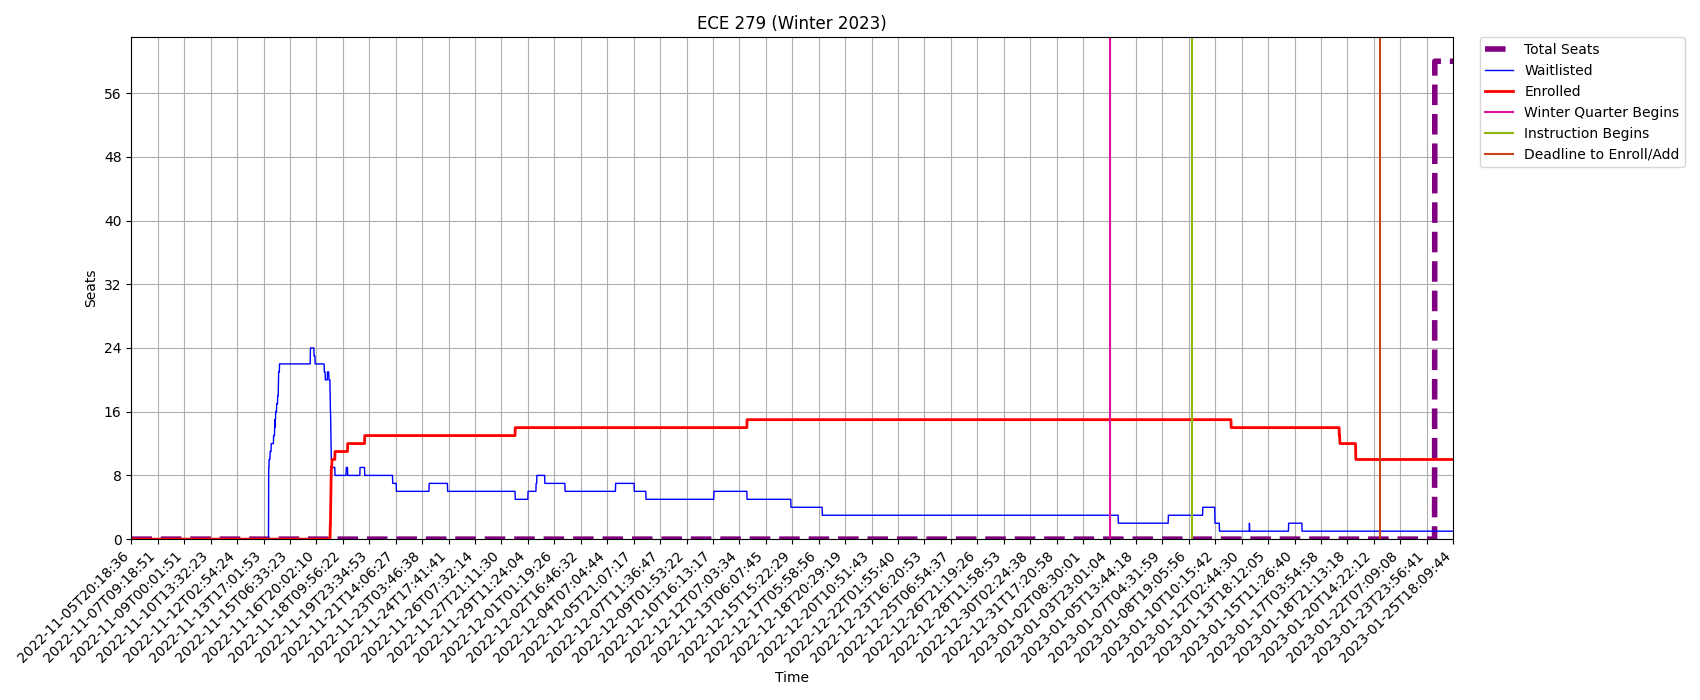 ECE 279 (Winter 2023)
Total Seats
Waitlisted
Enrolled
Winter Quarter Begins
Instruction Begins
Deadline to Enroll/Add
Seats
56
48
40
32
24
16
8
0
2022-11-05T20:18:36
2022-11-07T09:18:51
2022-11-09T00:01:51
2022-11-10T13:32:23
2022-11-12T02:54:24
2022-11-13T17:01:53
2022-11-15T06:33:23
2022-11-16T20:02:10
2022-11-18T09:56:22
2022-11-19T23:34:53
2022-11-21T14:06:27
2022-11-23T03:46:38
2022-11-24T17:41:41
2022-11-26T07:32:14
2022-11-27T21:11:30
2022-11-29T11:24:04
2022-12-01T01:19:26
2022-12-02T16:46:32
2022-12-04T07:04:44
2022-12-05T21:07:17
2022-12-07T11:36:47
2022-12-09T01:53:22
2022-12-10T16:13:17
2022-12-12T07:03:34
2022-12-13T16:07:45
2022-12-15T15:22:29
2022-12-17T05:58:56
2022-12-18T20:29:19
2022-12-20T10:51:43
2022-12-22T01:55:40
2022-12-23T16:20:53
2022-12-25T06:54:37
2022-12-26T21:19:26
2022-12-28T11:58:53
2022-12-30T02:24:38
2022-12-31T17:20:58
2023-01-02T08:30:01
2023-01-03T23:01:04
2023-01-05T13:44:18
2023-01-07T04:31:59
2023-01-08T19:05:56
2023-01-10T10:15:42
2023-01-12T02:44:30
2023-01-13T18:12:05
2023-01-15T11:26:40
2023-01-17T03:54:58
2023-01-18T21:13:18
2023-01-20T14:22:12
2023-01-22T07:09:08
2023-01-23T23:56:41
2023-01-25T18:09:44
Time